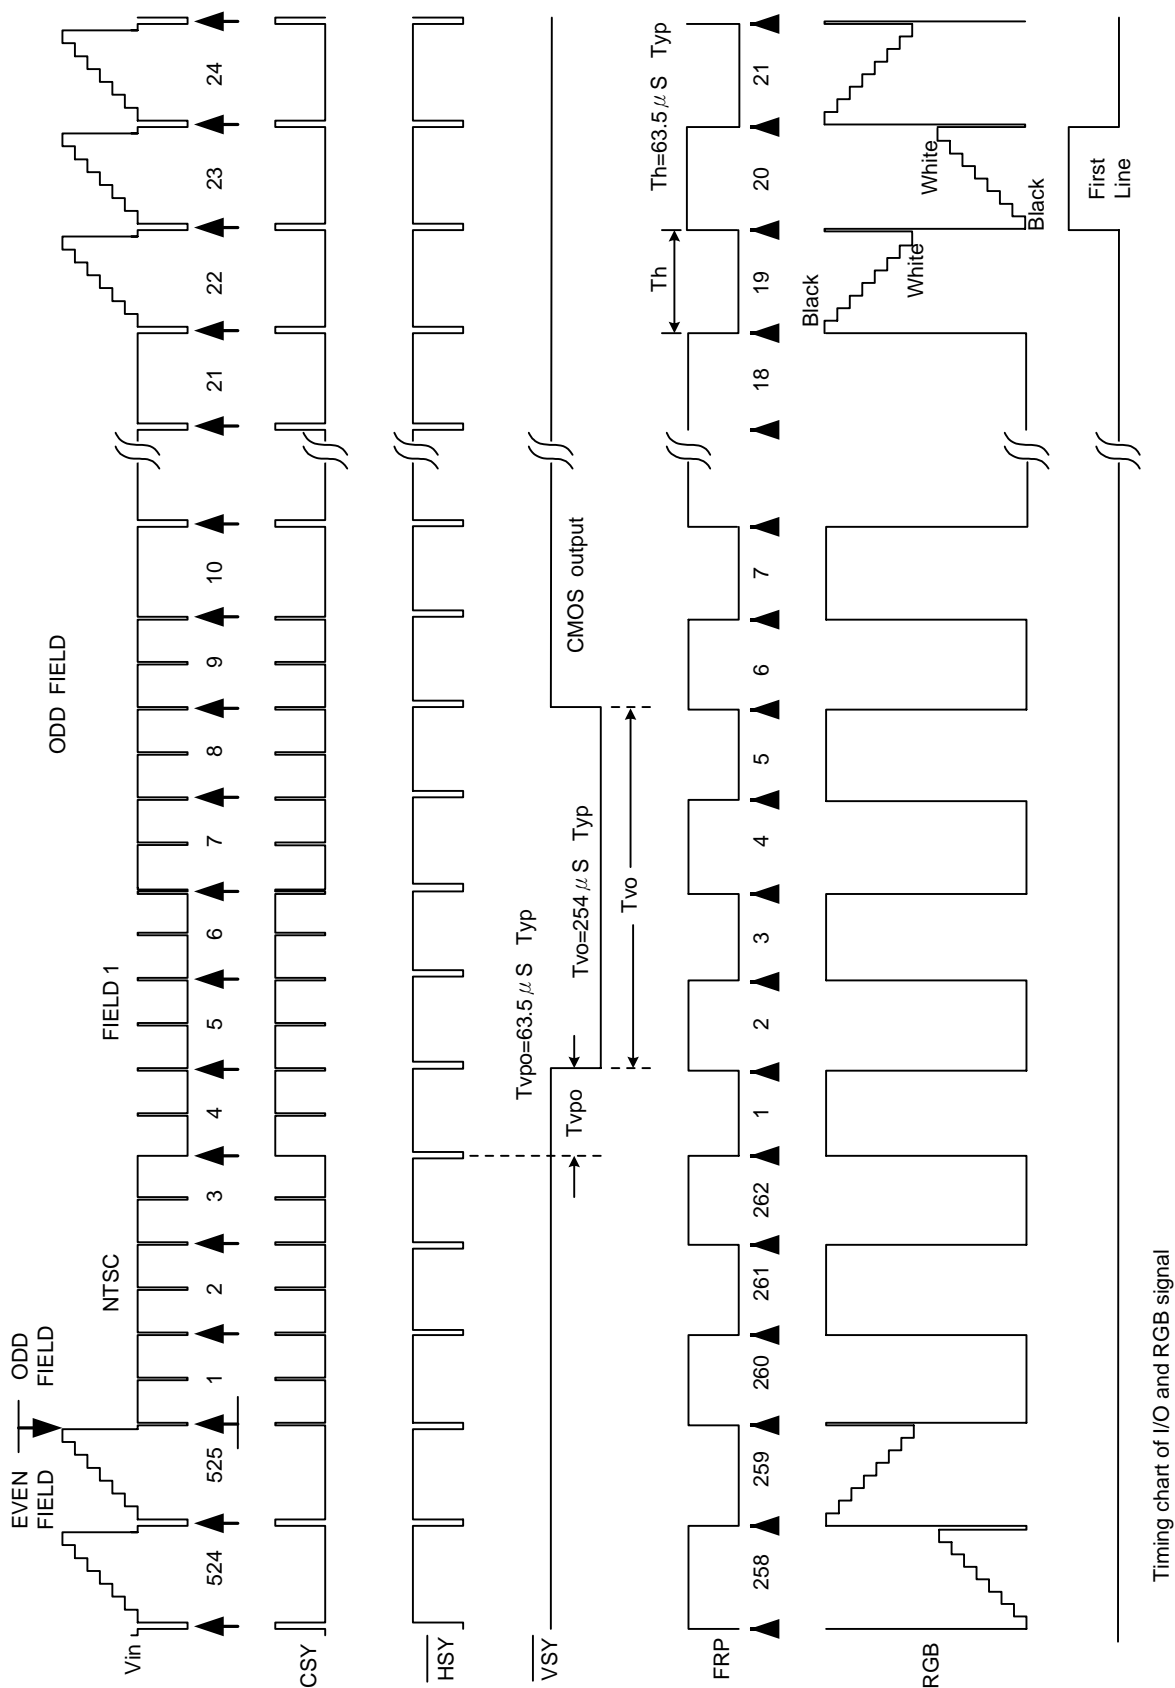 EVEN FIELD
ODD FIELD
NTSC
FIELD 1
ODD FIELD
Vin
524
525
1
2
3
4
5
6
7
8
9
10
21
22
23
24
CSY
HSY
VSY
Tvpo
Tvpo=63.5μS Typ
Tvo=254μS Typ
Tvo
CMOS output
FRP
258
259
260
261
262
1
2
3
4
5
6
7
18
19
20
21
Th
Th=63.5μS Typ
RGB
Black
White
Black
White
First
Line
Timing chart of I/O and RGB signal